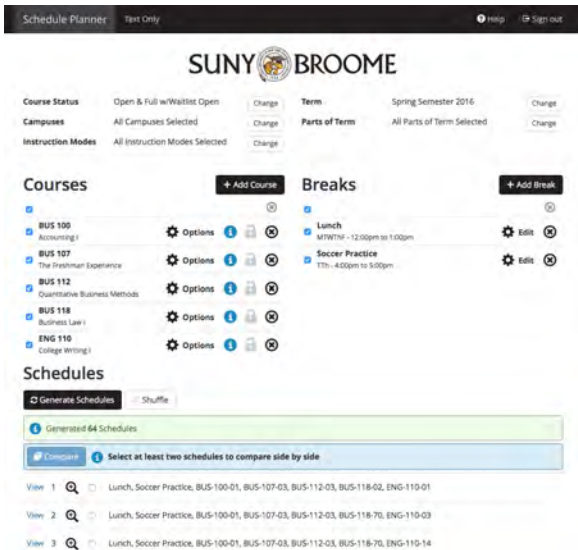 Schedule Planner Text Only Help Sign out
SUNY BROOME
Course Status Open & Full w/Waitlist Open Change Term Spring Semester 2016 Change
Campuses All Campuses Selected Change Parts of Term All Parts of Term Selected Change
Instruction Modes All Instruction Modes Selected Change
Courses + Add Course Breaks + Add Break
BUS 100
Accounting I
Options
Lunch
MTWThF - 12:00pm to 1:00pm
Edit
BUS 107
The Freshman Experience
Options
Soccer Practice
TTh - 4:00pm to 5:00pm
Edit
BUS 112
Quantitative Business Methods
Options
BUS 118
Business Law I
Options
ENG 110
College Writing I
Options
Schedules
Generate Schedules Shuffle
Generated 64 Schedules
Compare Select at least two schedules to compare side by side
View 1 Lunch, Soccer Practice, BUS-100-01, BUS-107-03, BUS-112-03, BUS-118-02, ENG-110-01
View 2 Lunch, Soccer Practice, BUS-100-01, BUS-107-03, BUS-112-03, BUS-118-70, ENG-110-03
View 3 Lunch, Soccer Practice, BUS-100-01, BUS-107-03, BUS-112-03, BUS-118-70, ENG-110-14